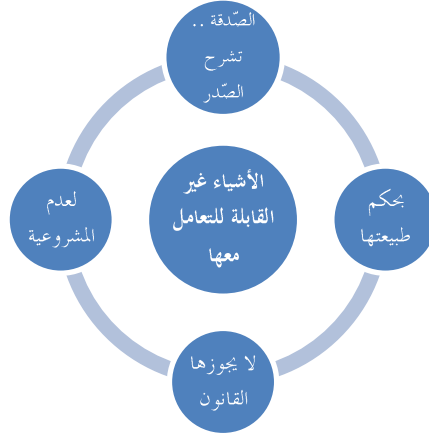 الصّدقة ..
تشرح
الصّدر
الأشياء غير
القابلة للتعامل
معها
بحكم
طبيعتها
لا يجوزها
القانون
لعدم
المشروعية